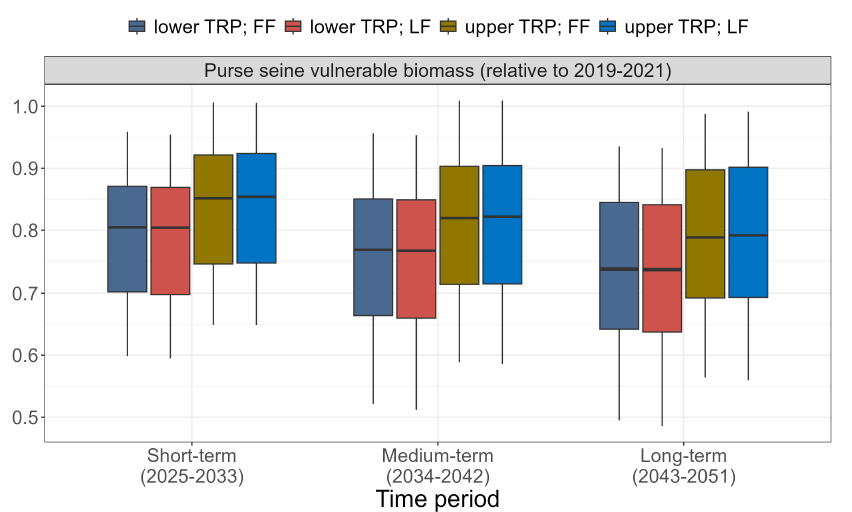 lower TRP; FF lower TRP; LF upper TRP; FF upper TRP; LF
Purse seine vulnerable biomass (relative to 2019-2021)
1.0
0.9
0.8
0.7
0.6
0.5
Short-term Medium-term Long-term
(2025-2033) (2034-2042) (2043-2051)
Time period